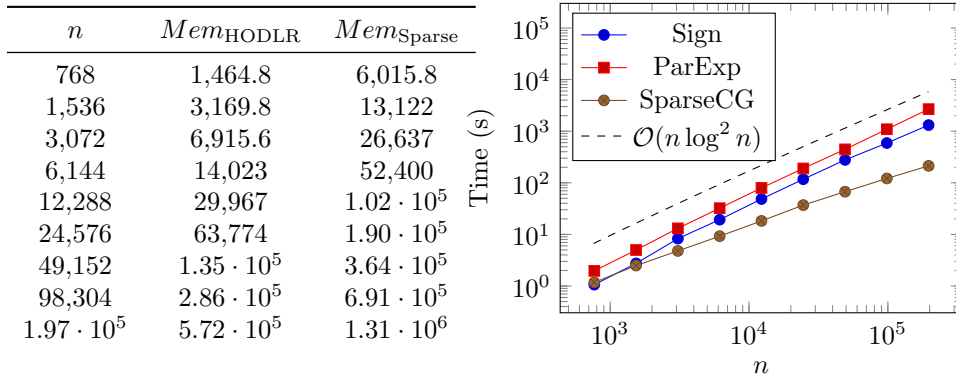 n Mem_HODLR Mem_Sparse
768 1,464.8 6,015.8
1,536 3,169.8 13,122
3,072 6,915.6 26,637
6,144 14,023 52,400
12,288 29,967 1.02 · 10^5
24,576 63,774 1.90 · 10^5
49,152 1.35 · 10^5 3.64 · 10^5
98,304 2.86 · 10^5 6.91 · 10^5
1.97 · 10^5 5.72 · 10^5 1.31 · 10^6
Time (s)
10^5
10^4
10^3
10^2
10^1
10^0
Sign
ParExp
SparseCG
𝒪(n log^2 n)
10^3 10^4 10^5
n